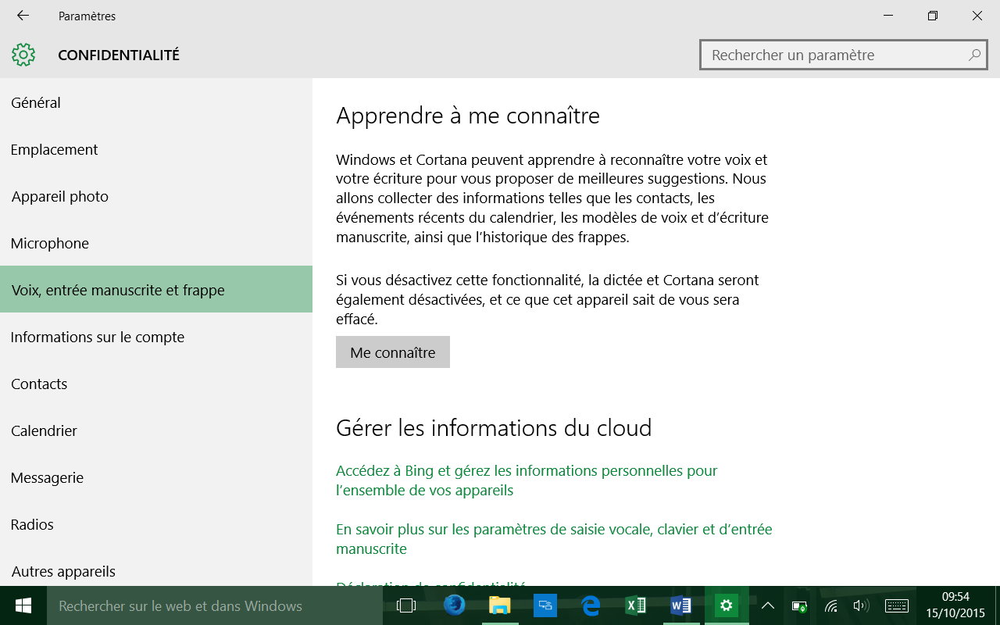 Paramètres
CONFIDENTIALITÉ
Rechercher un paramètre
Général
Emplacement
Appareil photo
Microphone
Voix, entrée manuscrite et frappe
Informations sur le compte
Contacts
Calendrier
Messagerie
Radios
Autres appareils
Apprendre à me connaître
Windows et Cortana peuvent apprendre à reconnaître votre voix et
votre écriture pour vous proposer de meilleures suggestions. Nous
allons collecter des informations telles que les contacts, les
événements récents du calendrier, les modèles de voix et d’écriture
manuscrite, ainsi que l’historique des frappes.
Si vous désactivez cette fonctionnalité, la dictée et Cortana seront
également désactivées, et ce que cet appareil sait de vous sera
effacé.
Me connaître
Gérer les informations du cloud
Accédez à Bing et gérez les informations personnelles pour
l’ensemble de vos appareils
En savoir plus sur les paramètres de saisie vocale, clavier et d’entrée
manuscrite
Déclaration de confidentialité
Rechercher sur le web et dans Windows
09:54
15/10/2015